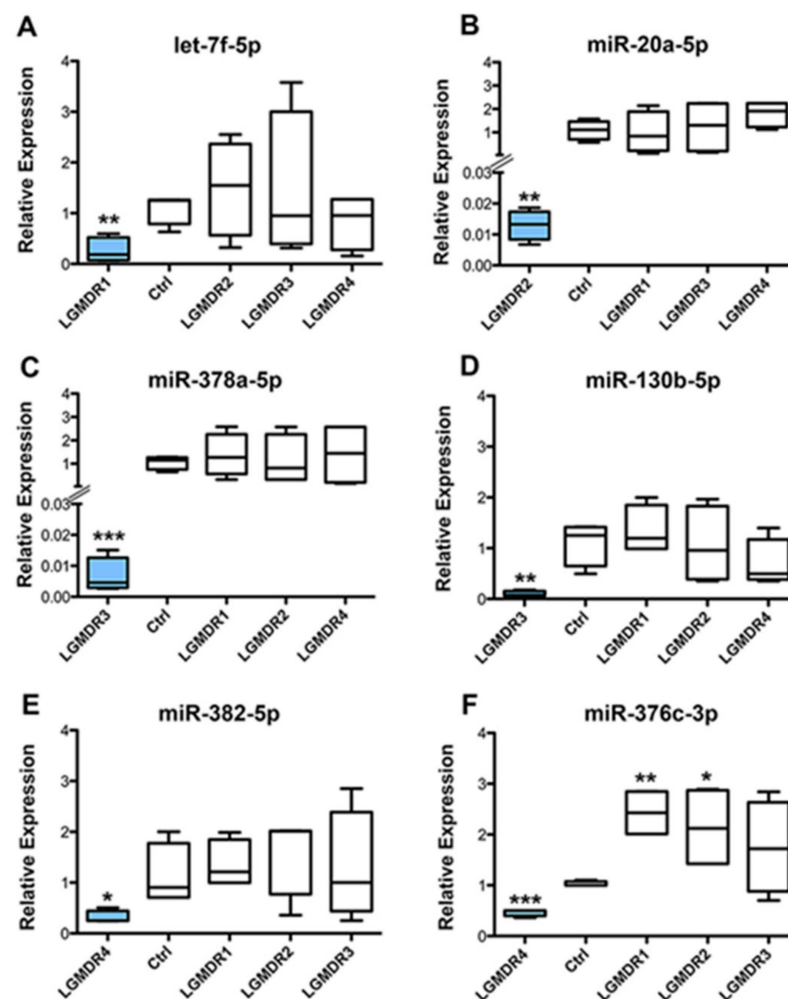 A
let-7f-5p
Relative Expression
4
3
2
1
0
**
LGMDR1
Ctrl
LGMDR2
LGMDR3
LGMDR4
B
miR-20a-5p
Relative Expression
4
3
2
1
0.03
0.02
0.01
0.00
**
LGMDR2
Ctrl
LGMDR1
LGMDR3
LGMDR4
C
miR-378a-5p
Relative Expression
4
3
2
1
0.03
0.02
0.01
0.00
***
LGMDR3
Ctrl
LGMDR1
LGMDR2
LGMDR4
D
miR-130b-5p
Relative Expression
4
3
2
1
0
**
LGMDR3
Ctrl
LGMDR1
LGMDR2
LGMDR4
E
miR-382-5p
Relative Expression
4
3
2
1
0
*
LGMDR4
Ctrl
LGMDR1
LGMDR2
LGMDR3
F
miR-376c-3p
Relative Expression
4
3
2
1
0
***
**
*
LGMDR4
Ctrl
LGMDR1
LGMDR2
LGMDR3